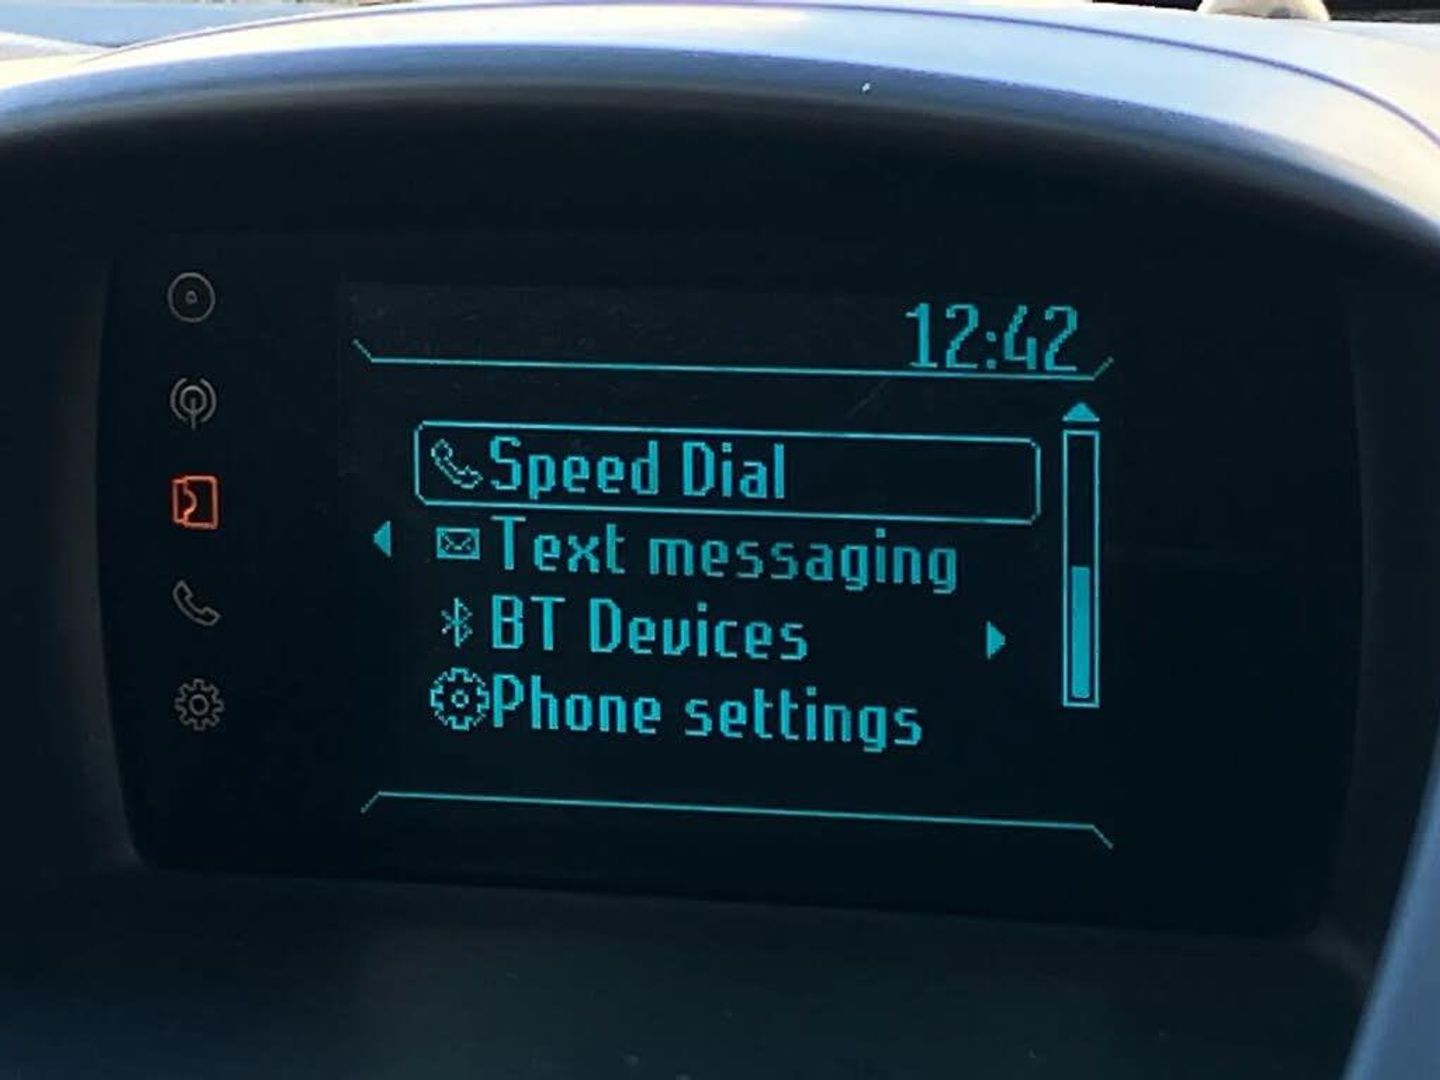 12:42
Speed Dial
Text messaging
BT Devices
Phone settings